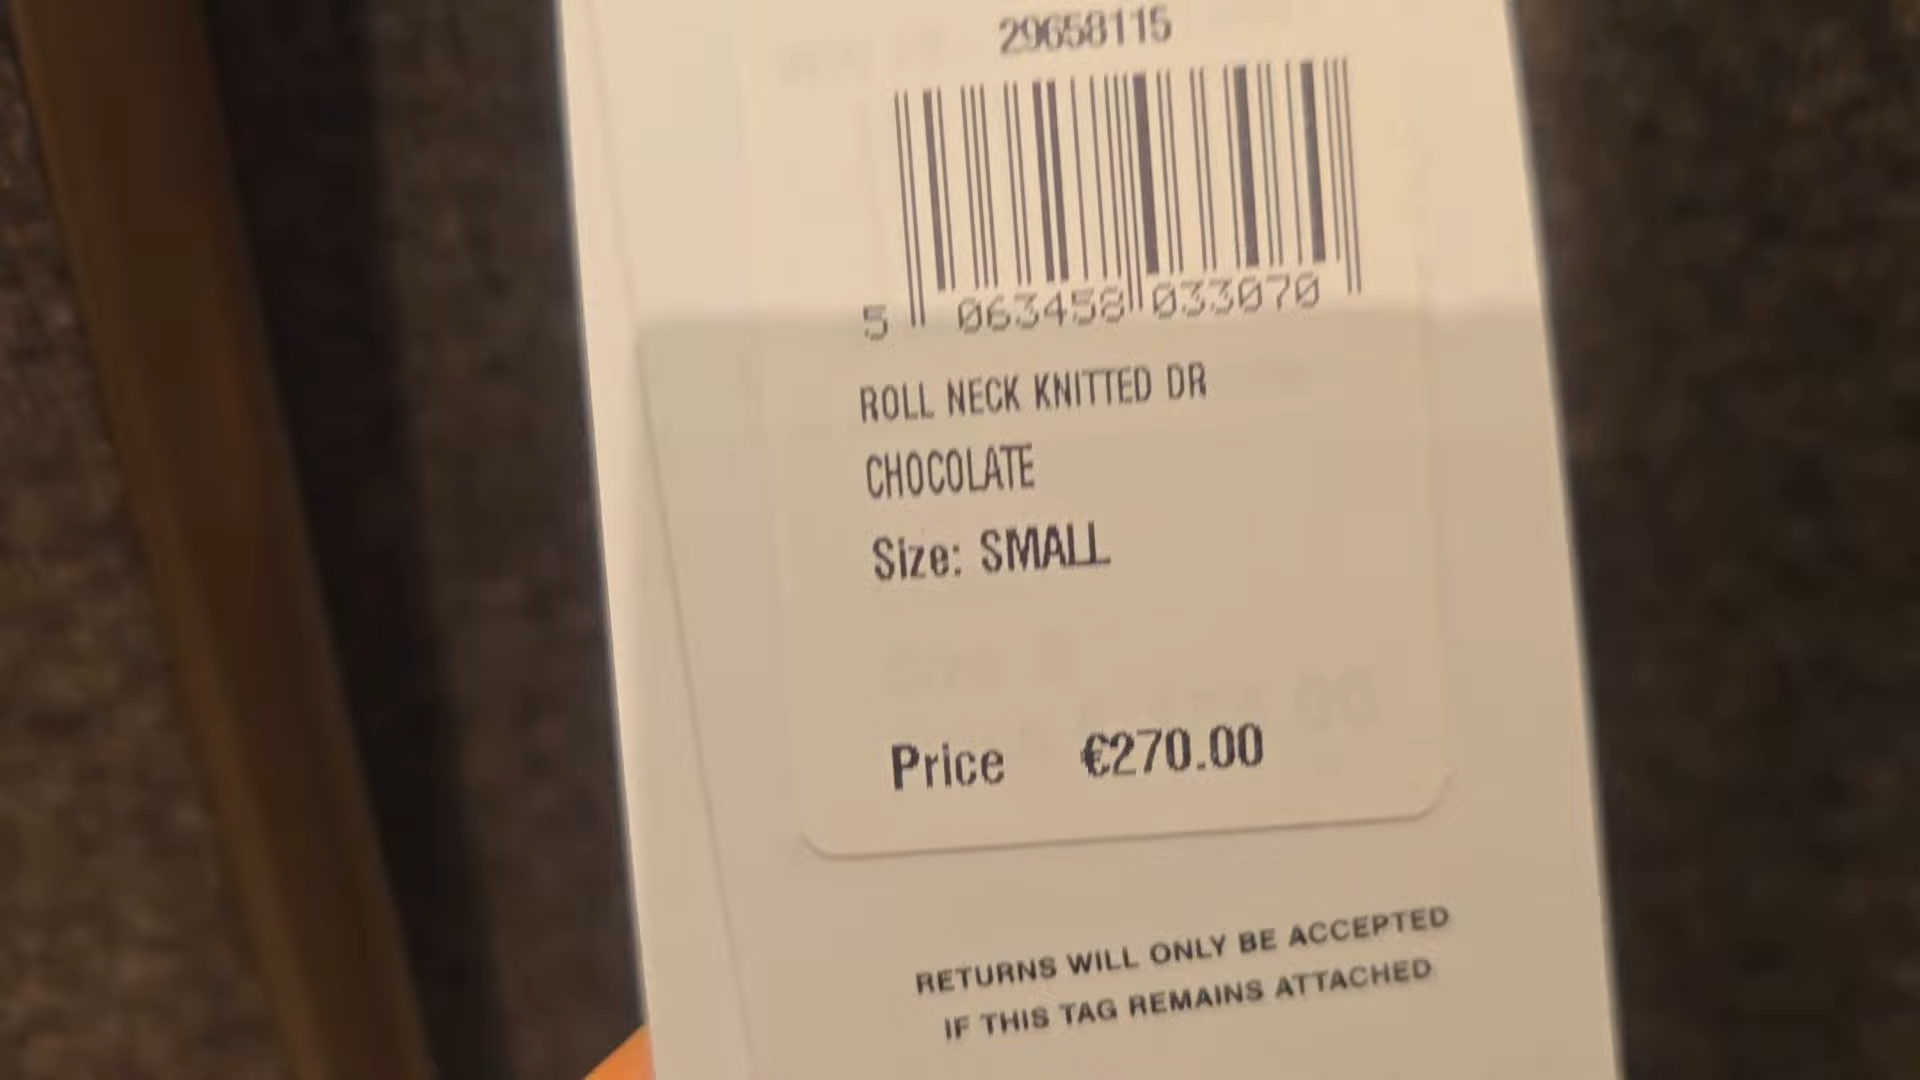 29658115
5 063458 033070
ROLL NECK KNITTED DR
CHOCOLATE
Size: SMALL
Price €270.00
RETURNS WILL ONLY BE ACCEPTED
IF THIS TAG REMAINS ATTACHED